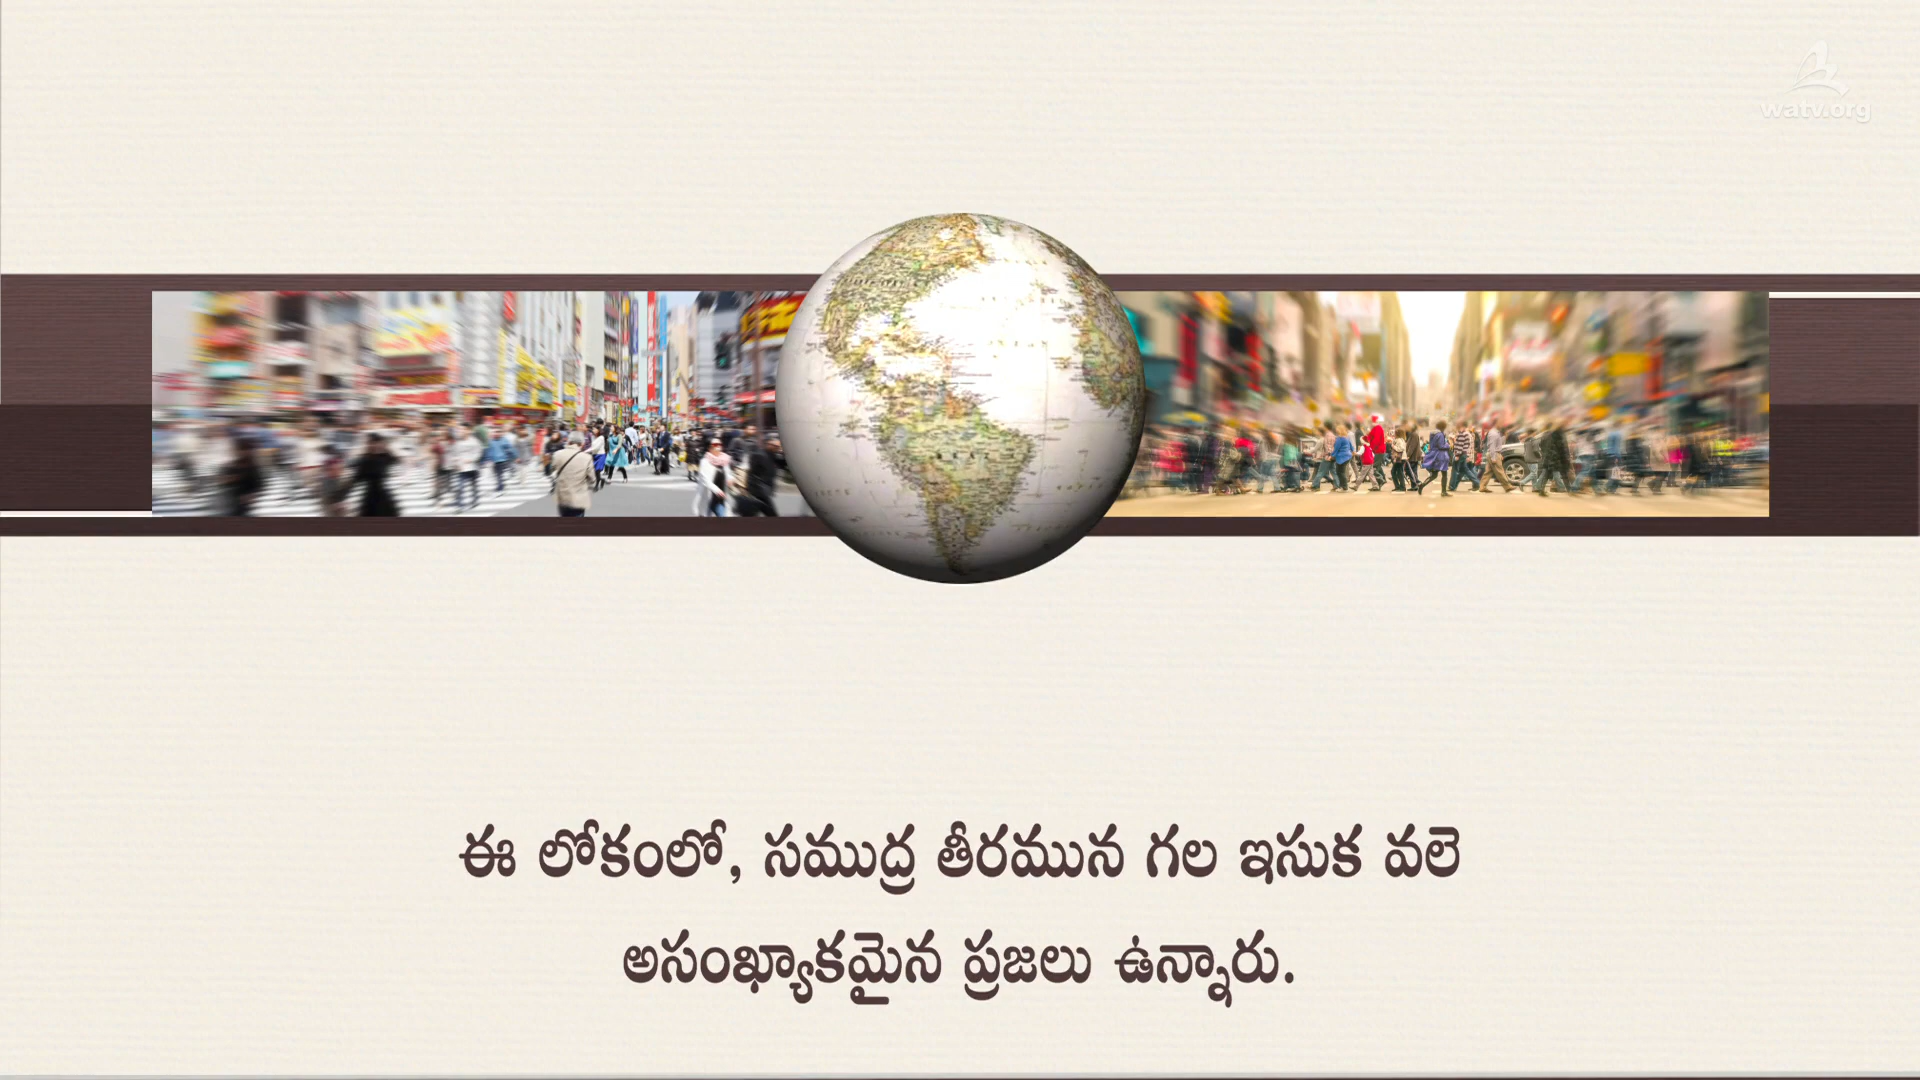 watv.org
ఈ లోకంలో, సముద్ర తీరమున గల ఇసుక వలె
అసంఖ్యాకమైన ప్రజలు ఉన్నారు.